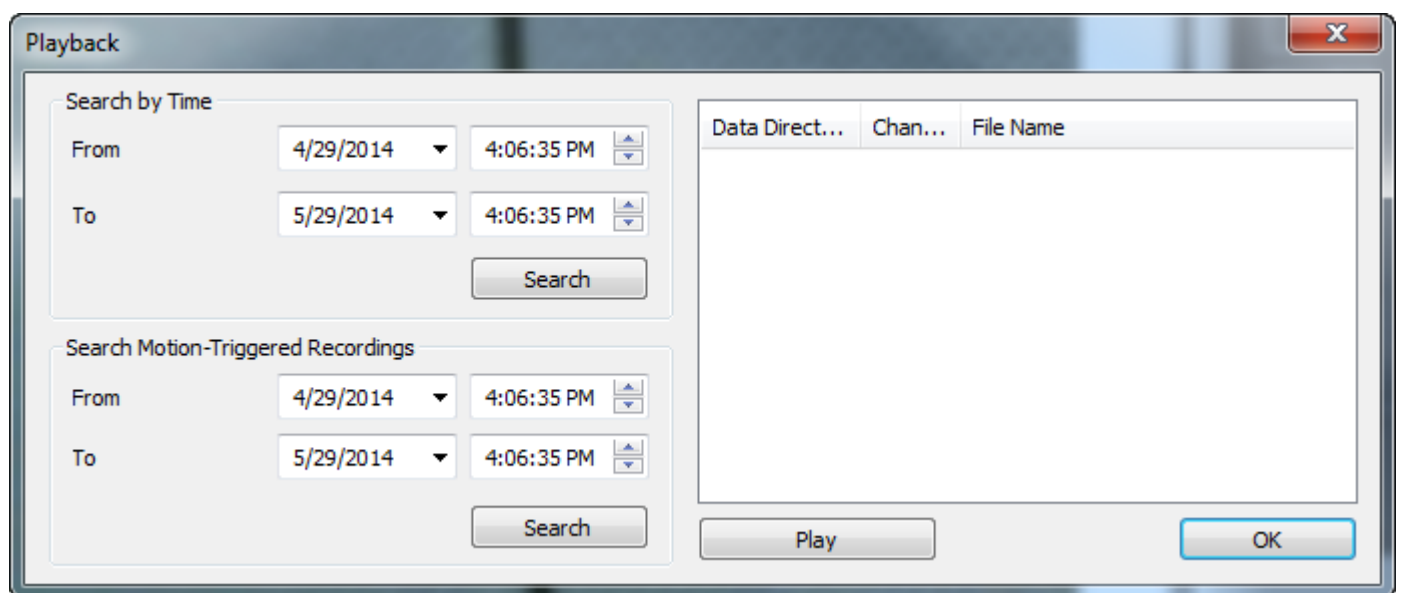 Playback
Search by Time
From 4/29/2014 4:06:35 PM
To 5/29/2014 4:06:35 PM
Search
Search Motion-Triggered Recordings
From 4/29/2014 4:06:35 PM
To 5/29/2014 4:06:35 PM
Search
Data Direct... Chan... File Name
Play OK